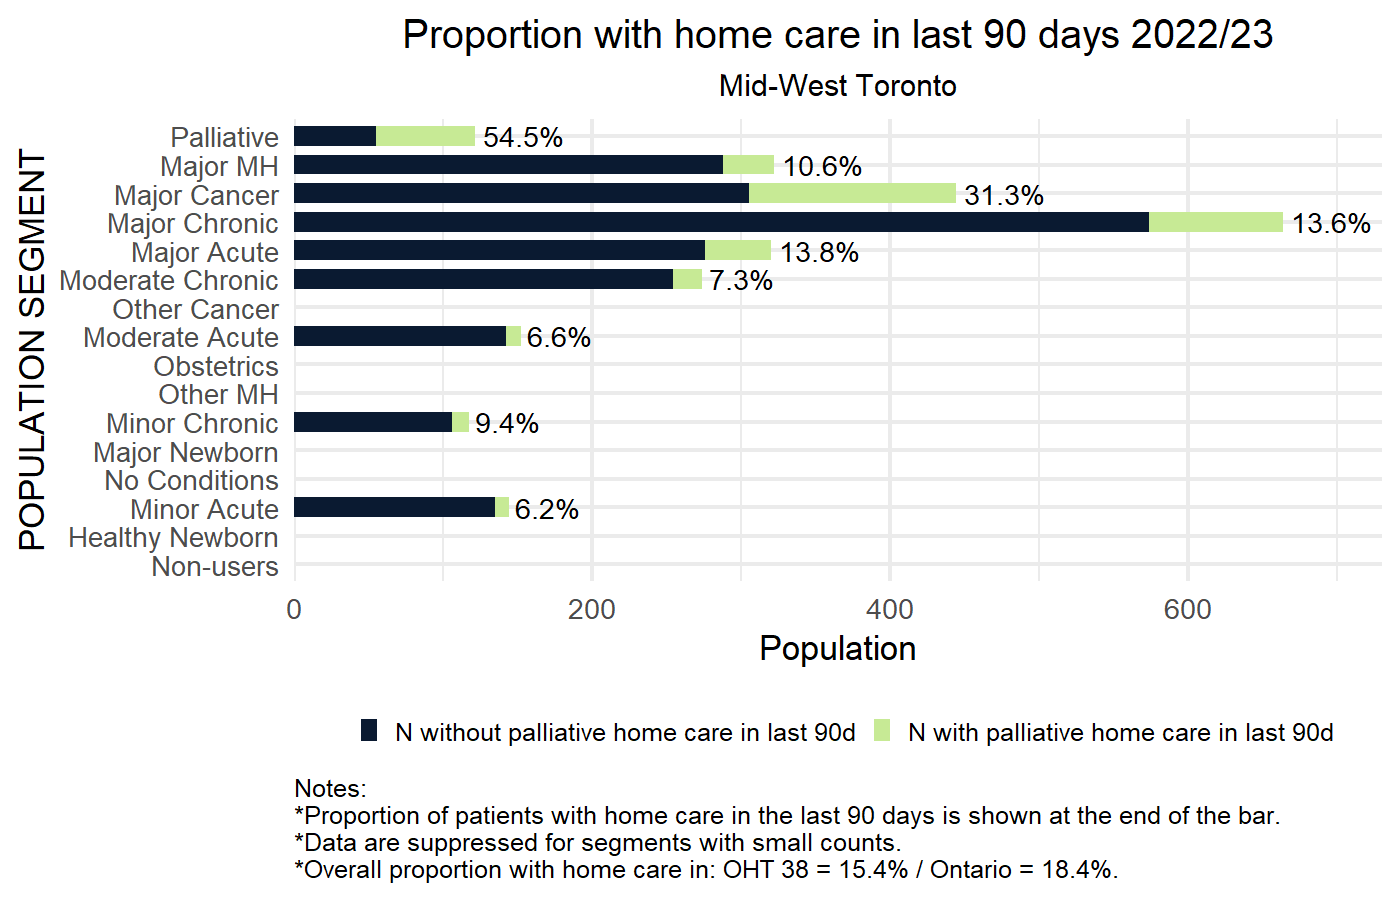 Proportion with home care in last 90 days 2022/23
Mid-West Toronto
POPULATION SEGMENT
Palliative 54.5%
Major MH 10.6%
Major Cancer 31.3%
Major Chronic 13.6%
Major Acute 13.8%
Moderate Chronic 7.3%
Other Cancer
Moderate Acute 6.6%
Obstetrics
Other MH
Minor Chronic 9.4%
Major Newborn
No Conditions
Minor Acute 6.2%
Healthy Newborn
Non-users
0 200 400 600
Population
N without palliative home care in last 90d N with palliative home care in last 90d
Notes:
*Proportion of patients with home care in the last 90 days is shown at the end of the bar.
*Data are suppressed for segments with small counts.
*Overall proportion with home care in: OHT 38 = 15.4% / Ontario = 18.4%.